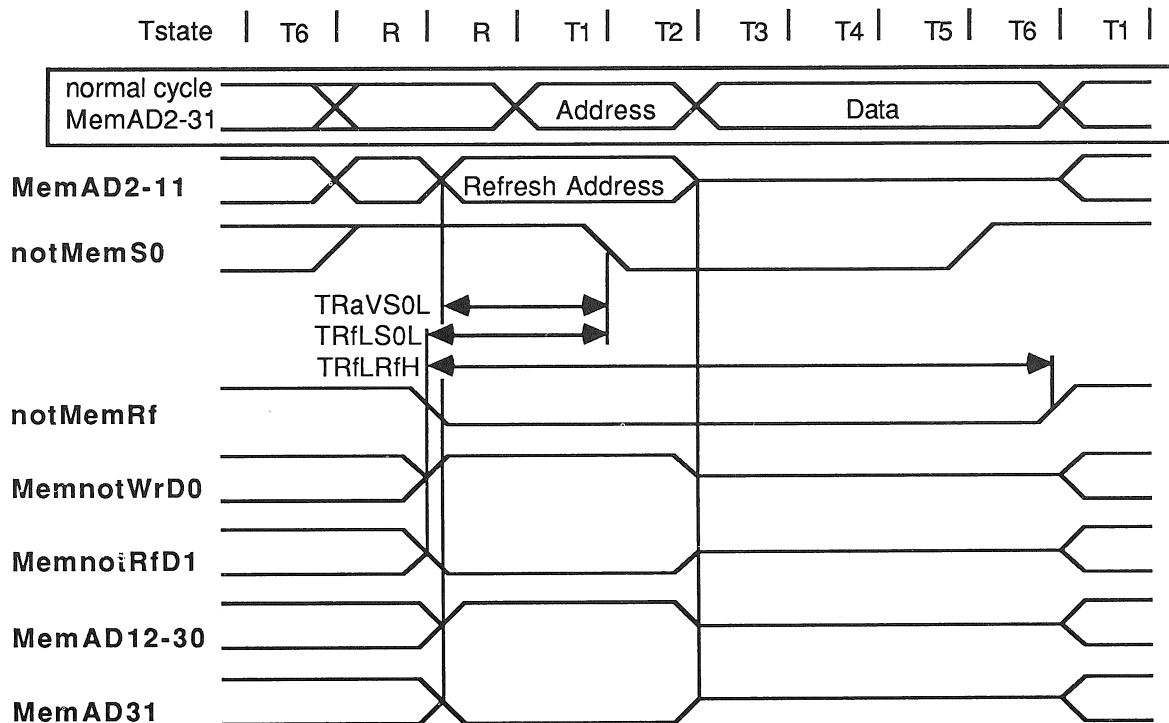 Tstate | T6 | R | R | T1 | T2 | T3 | T4 | T5 | T6 | T1 |
normal cycle
MemAD2-31 Address Data
MemAD2-11 Refresh Address
notMemS0
TRaVS0L
TRfLS0L
TRfLRfH
notMemRf
MemnotWrD0
MemnotRfD1
MemAD12-30
MemAD31